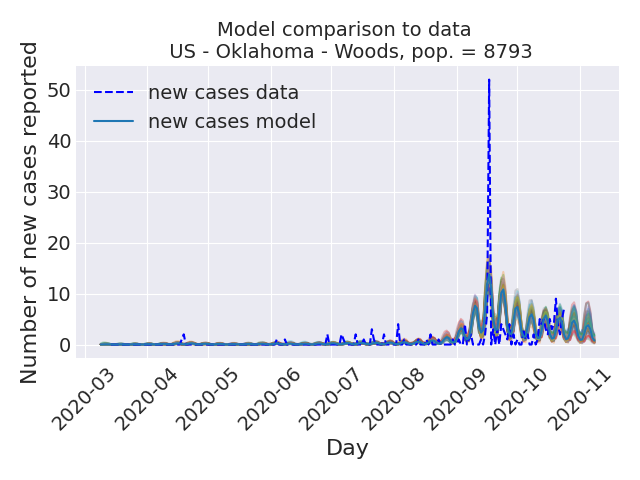 Model comparison to data
US - Oklahoma - Woods, pop. = 8793
Number of new cases reported
50
40
30
20
10
0
new cases data
new cases model
2020-03
2020-04
2020-05
2020-06
2020-07
2020-08
2020-09
2020-10
2020-11
Day